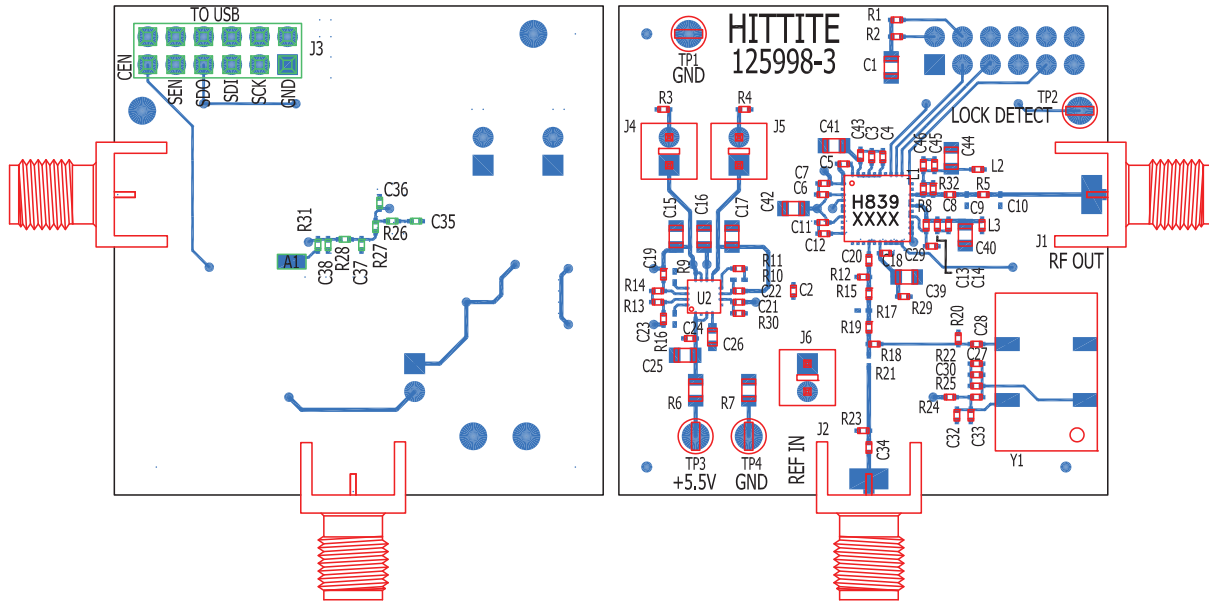 TO USB
J3
CEN
SEN
SDO
SDI
SCK
GND
C36
R31
C35
R26
A1
C38
R28
C37
R27
HITTITE
125998-3
TP1
GND
R1
R2
C1
TP2
LOCK DETECT
R3
R4
J4
J5
C41
C43
C3
C4
C46
C45
C44
L1
L2
C5
C7
C6
C42
H839
XXXX
R32
R5
R8
C8
C9
C10
C11
C12
L3
C40
J1
RF OUT
C15
C16
C17
C19
R9
R11
R10
C20
C18
C29
C13
C14
R14
R13
U2
C22
C21
R30
C2
R12
R15
C39
R29
R17
C23
R16
C24
C26
C25
R19
R18
R20
C28
J6
R21
R22
C27
C30
R25
R24
R6
R7
R23
J2
C34
C32
C33
Y1
TP3
+5.5V
TP4
GND
REF IN